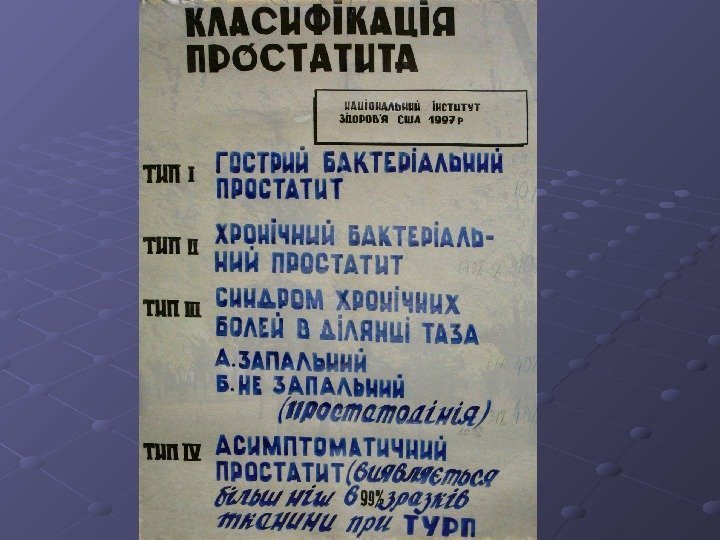 КЛАСИФІКАЦІЯ
ПРОСТАТИТА
НАЦІОНАЛЬНИЙ ІНСТИТУТ
ЗДОРОВ'Я США 1997 р
ТИП I ГОСТРИЙ БАКТЕРІАЛЬНИЙ
ПРОСТАТИТ
ТИП II ХРОНІЧНИЙ БАКТЕРІАЛЬ-
НИЙ ПРОСТАТИТ
ТИП III СИНДРОМ ХРОНІЧНИХ
БОЛЕЙ В ДІЛЯНЦІ ТАЗА
А. ЗАПАЛЬНИЙ
Б. НЕ ЗАПАЛЬНИЙ
(простатодінія)
ТИП IV АСИМПТОМАТИЧНИЙ
ПРОСТАТИТ (виявляється
більш ніш в 99% зразків
тканини при ТУРП